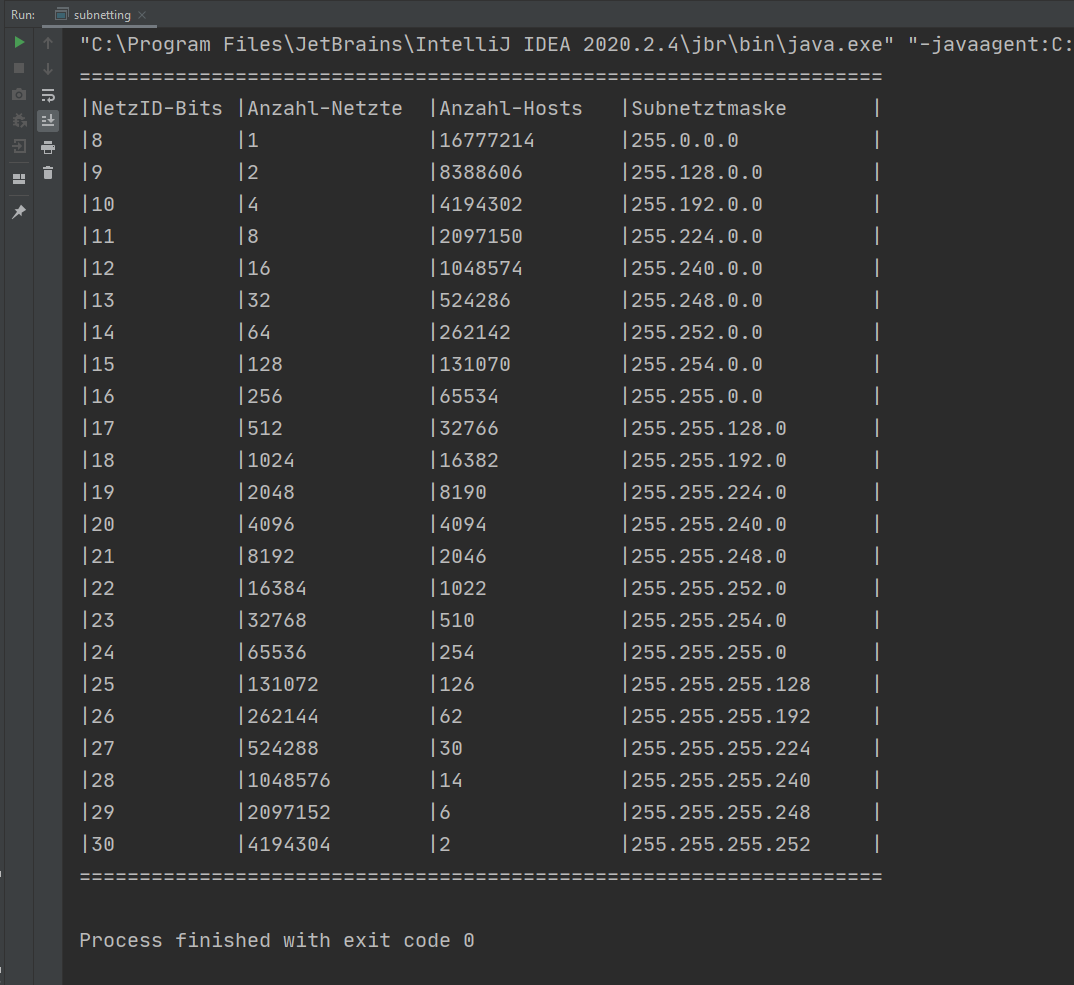 Run: subnetting
"C:\Program Files\JetBrains\IntelliJ IDEA 2020.2.4\jbr\bin\java.exe" "-javaagent:C:
===================================================================
|NetzID-Bits |Anzahl-Netzte  |Anzahl-Hosts   |Subnetztmaske       |
|8           |1              |16777214       |255.0.0.0           |
|9           |2              |8388606        |255.128.0.0         |
|10          |4              |4194302        |255.192.0.0         |
|11          |8              |2097150        |255.224.0.0         |
|12          |16             |1048574        |255.240.0.0         |
|13          |32             |524286         |255.248.0.0         |
|14          |64             |262142         |255.252.0.0         |
|15          |128            |131070         |255.254.0.0         |
|16          |256            |65534          |255.255.0.0         |
|17          |512            |32766          |255.255.128.0       |
|18          |1024           |16382          |255.255.192.0       |
|19          |2048           |8190           |255.255.224.0       |
|20          |4096           |4094           |255.255.240.0       |
|21          |8192           |2046           |255.255.248.0       |
|22          |16384          |1022           |255.255.252.0       |
|23          |32768          |510            |255.255.254.0       |
|24          |65536          |254            |255.255.255.0       |
|25          |131072         |126            |255.255.255.128     |
|26          |262144         |62             |255.255.255.192     |
|27          |524288         |30             |255.255.255.224     |
|28          |1048576        |14             |255.255.255.240     |
|29          |2097152        |6              |255.255.255.248     |
|30          |4194304        |2              |255.255.255.252     |
===================================================================
Process finished with exit code 0